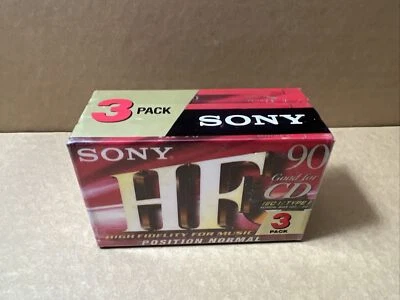 3 PACK
SONY
SONY
HF
90
Good for
CD
IEC I / TYPE I
3
PACK
HIGH FIDELITY FOR MUSIC
POSITION NORMAL